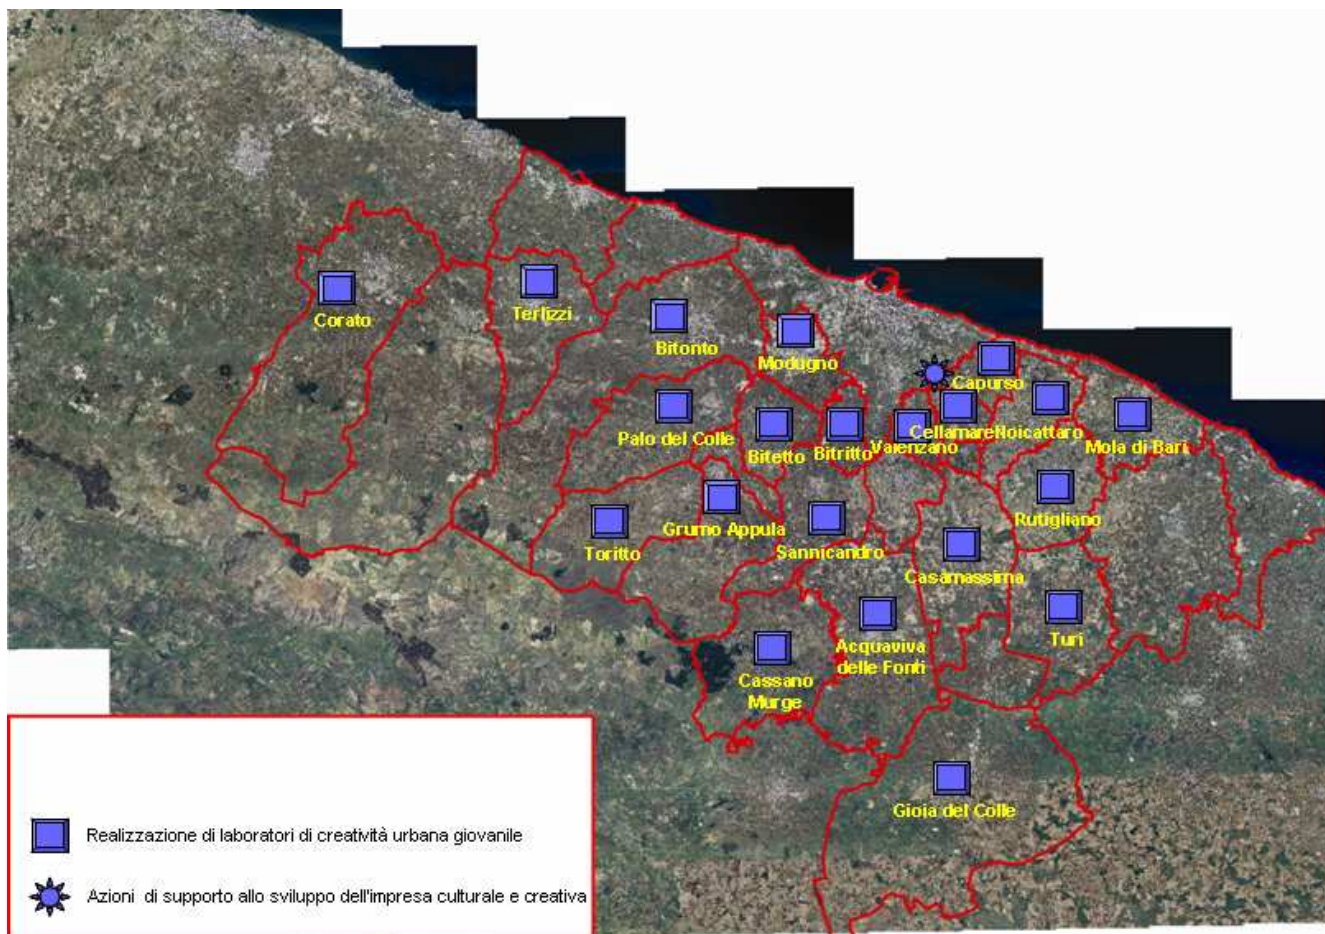 Corato
Terlizzi
Bitonto
Modugno
Capurso
Palo del Colle
Bitetto
Bitritto
Valenzano
Cellamare
Noicattaro
Mola di Bari
Toritto
Grumo Appula
Sannicandro
Rutigliano
Casamassima
Acquaviva
delle Fonti
Turi
Cassano
Murge
Gioia del Colle
Realizzazione di laboratori di creatività urbana giovanile
Azioni di supporto allo sviluppo dell'impresa culturale e creativa